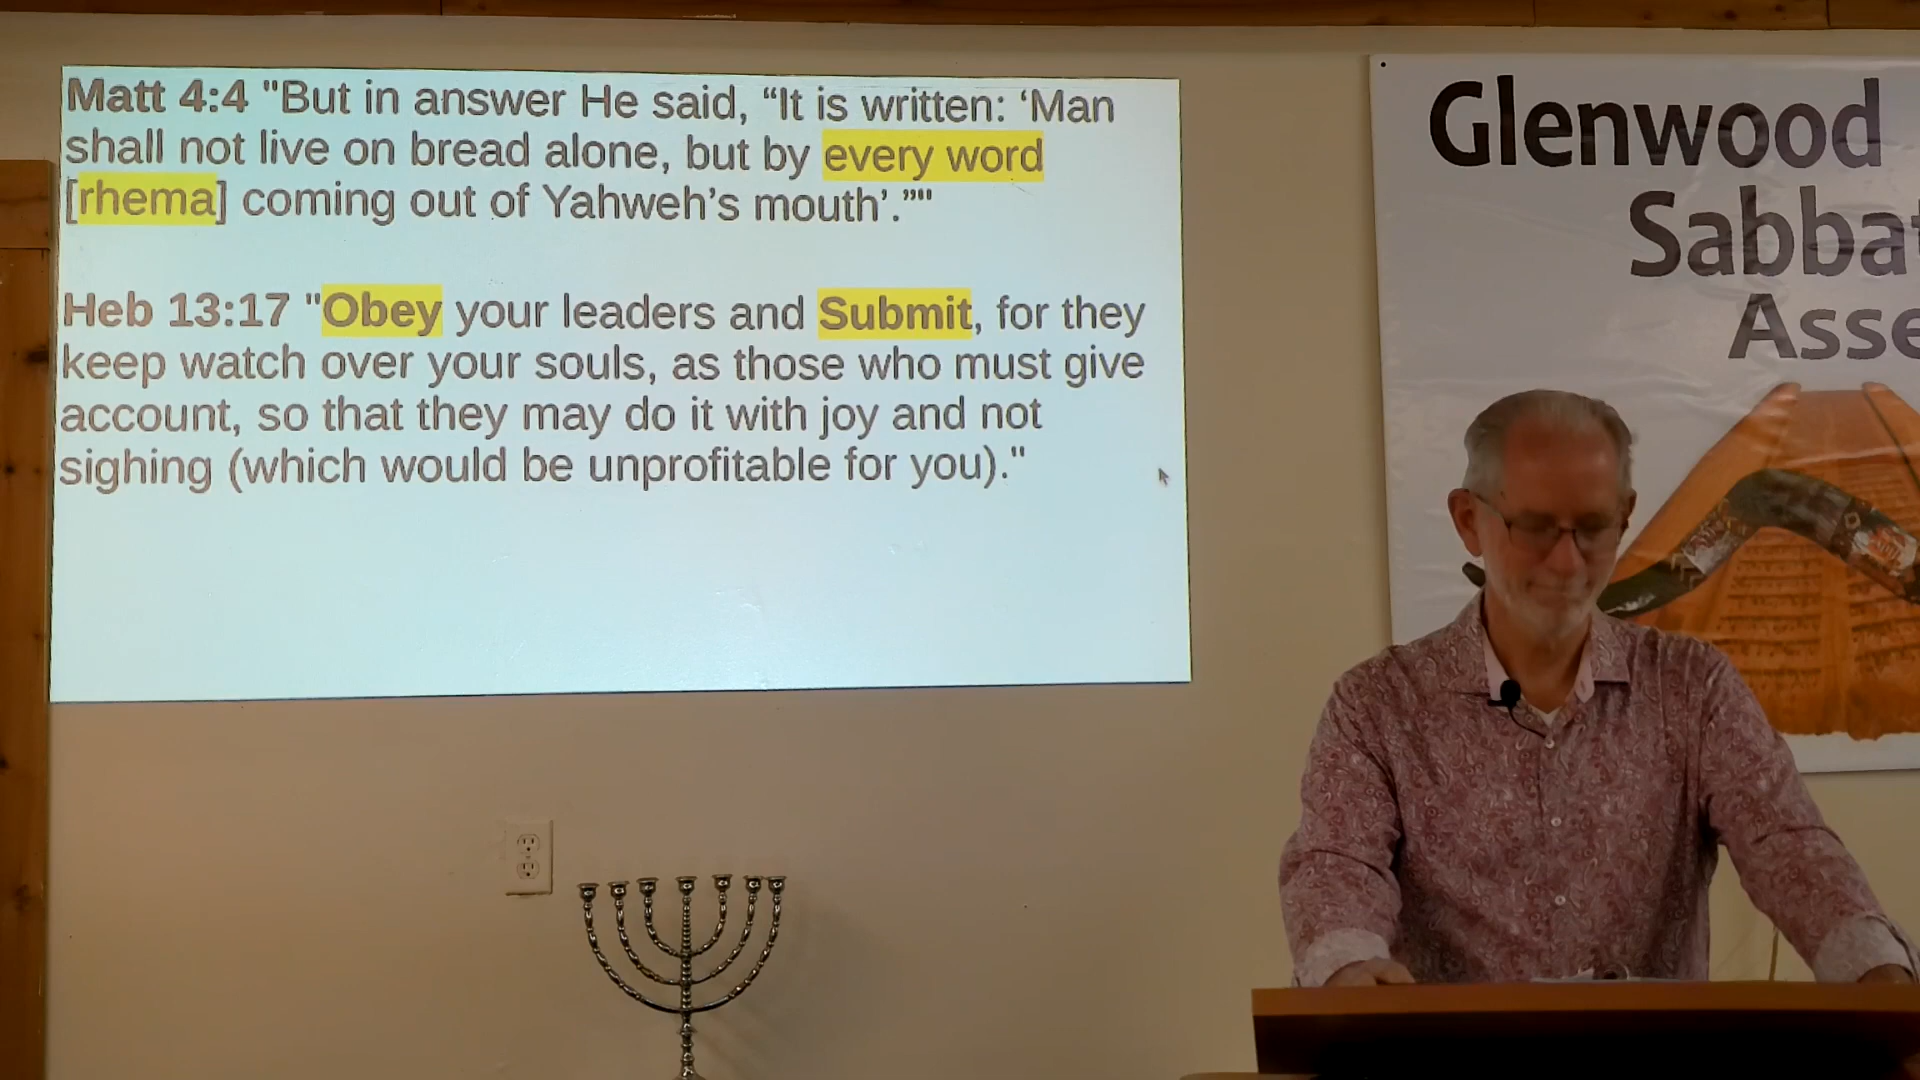 Matt 4:4 "But in answer He said, “It is written: ‘Man
shall not live on bread alone, but by every word
[rhema] coming out of Yahweh’s mouth’.”""
Heb 13:17 "Obey your leaders and Submit, for they
keep watch over your souls, as those who must give
account, so that they may do it with joy and not
sighing (which would be unprofitable for you)."
Glenwood
Sabbat
Asse